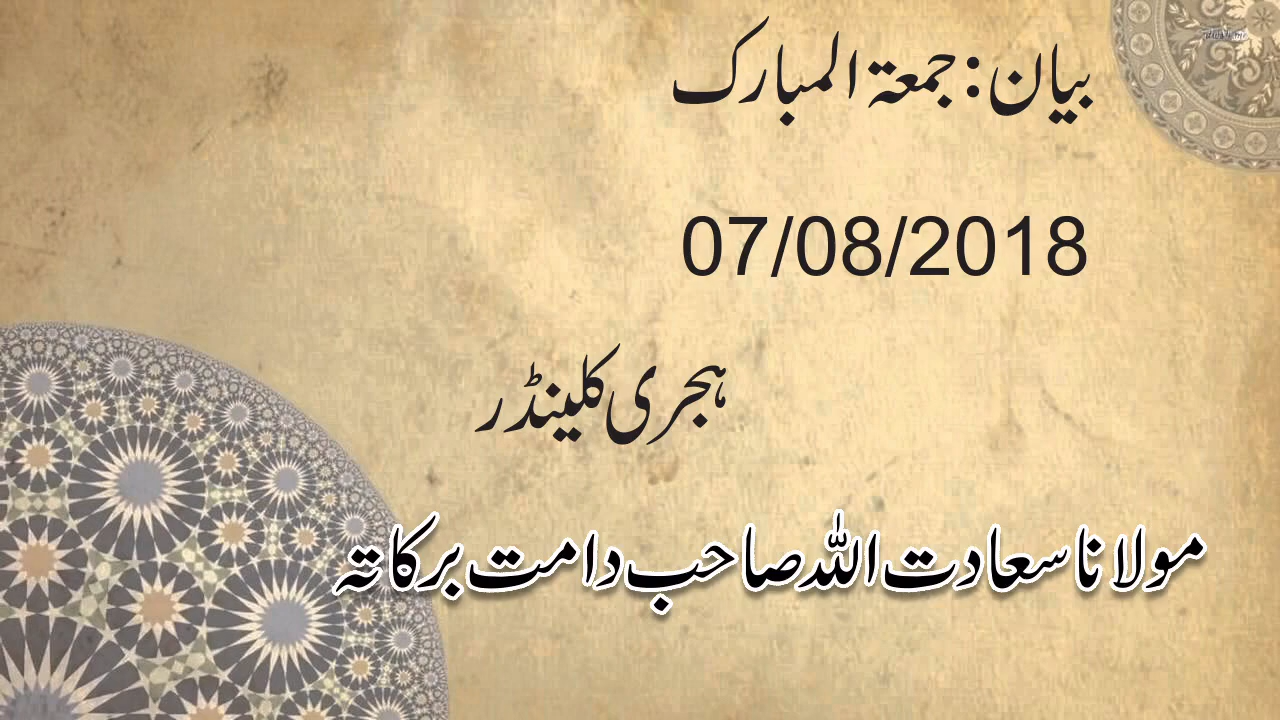 بیان: جمعۃ المبارک
07/08/2018
ہجری کلینڈر
مولانا سعادت اللہ صاحب دامت برکاتہ